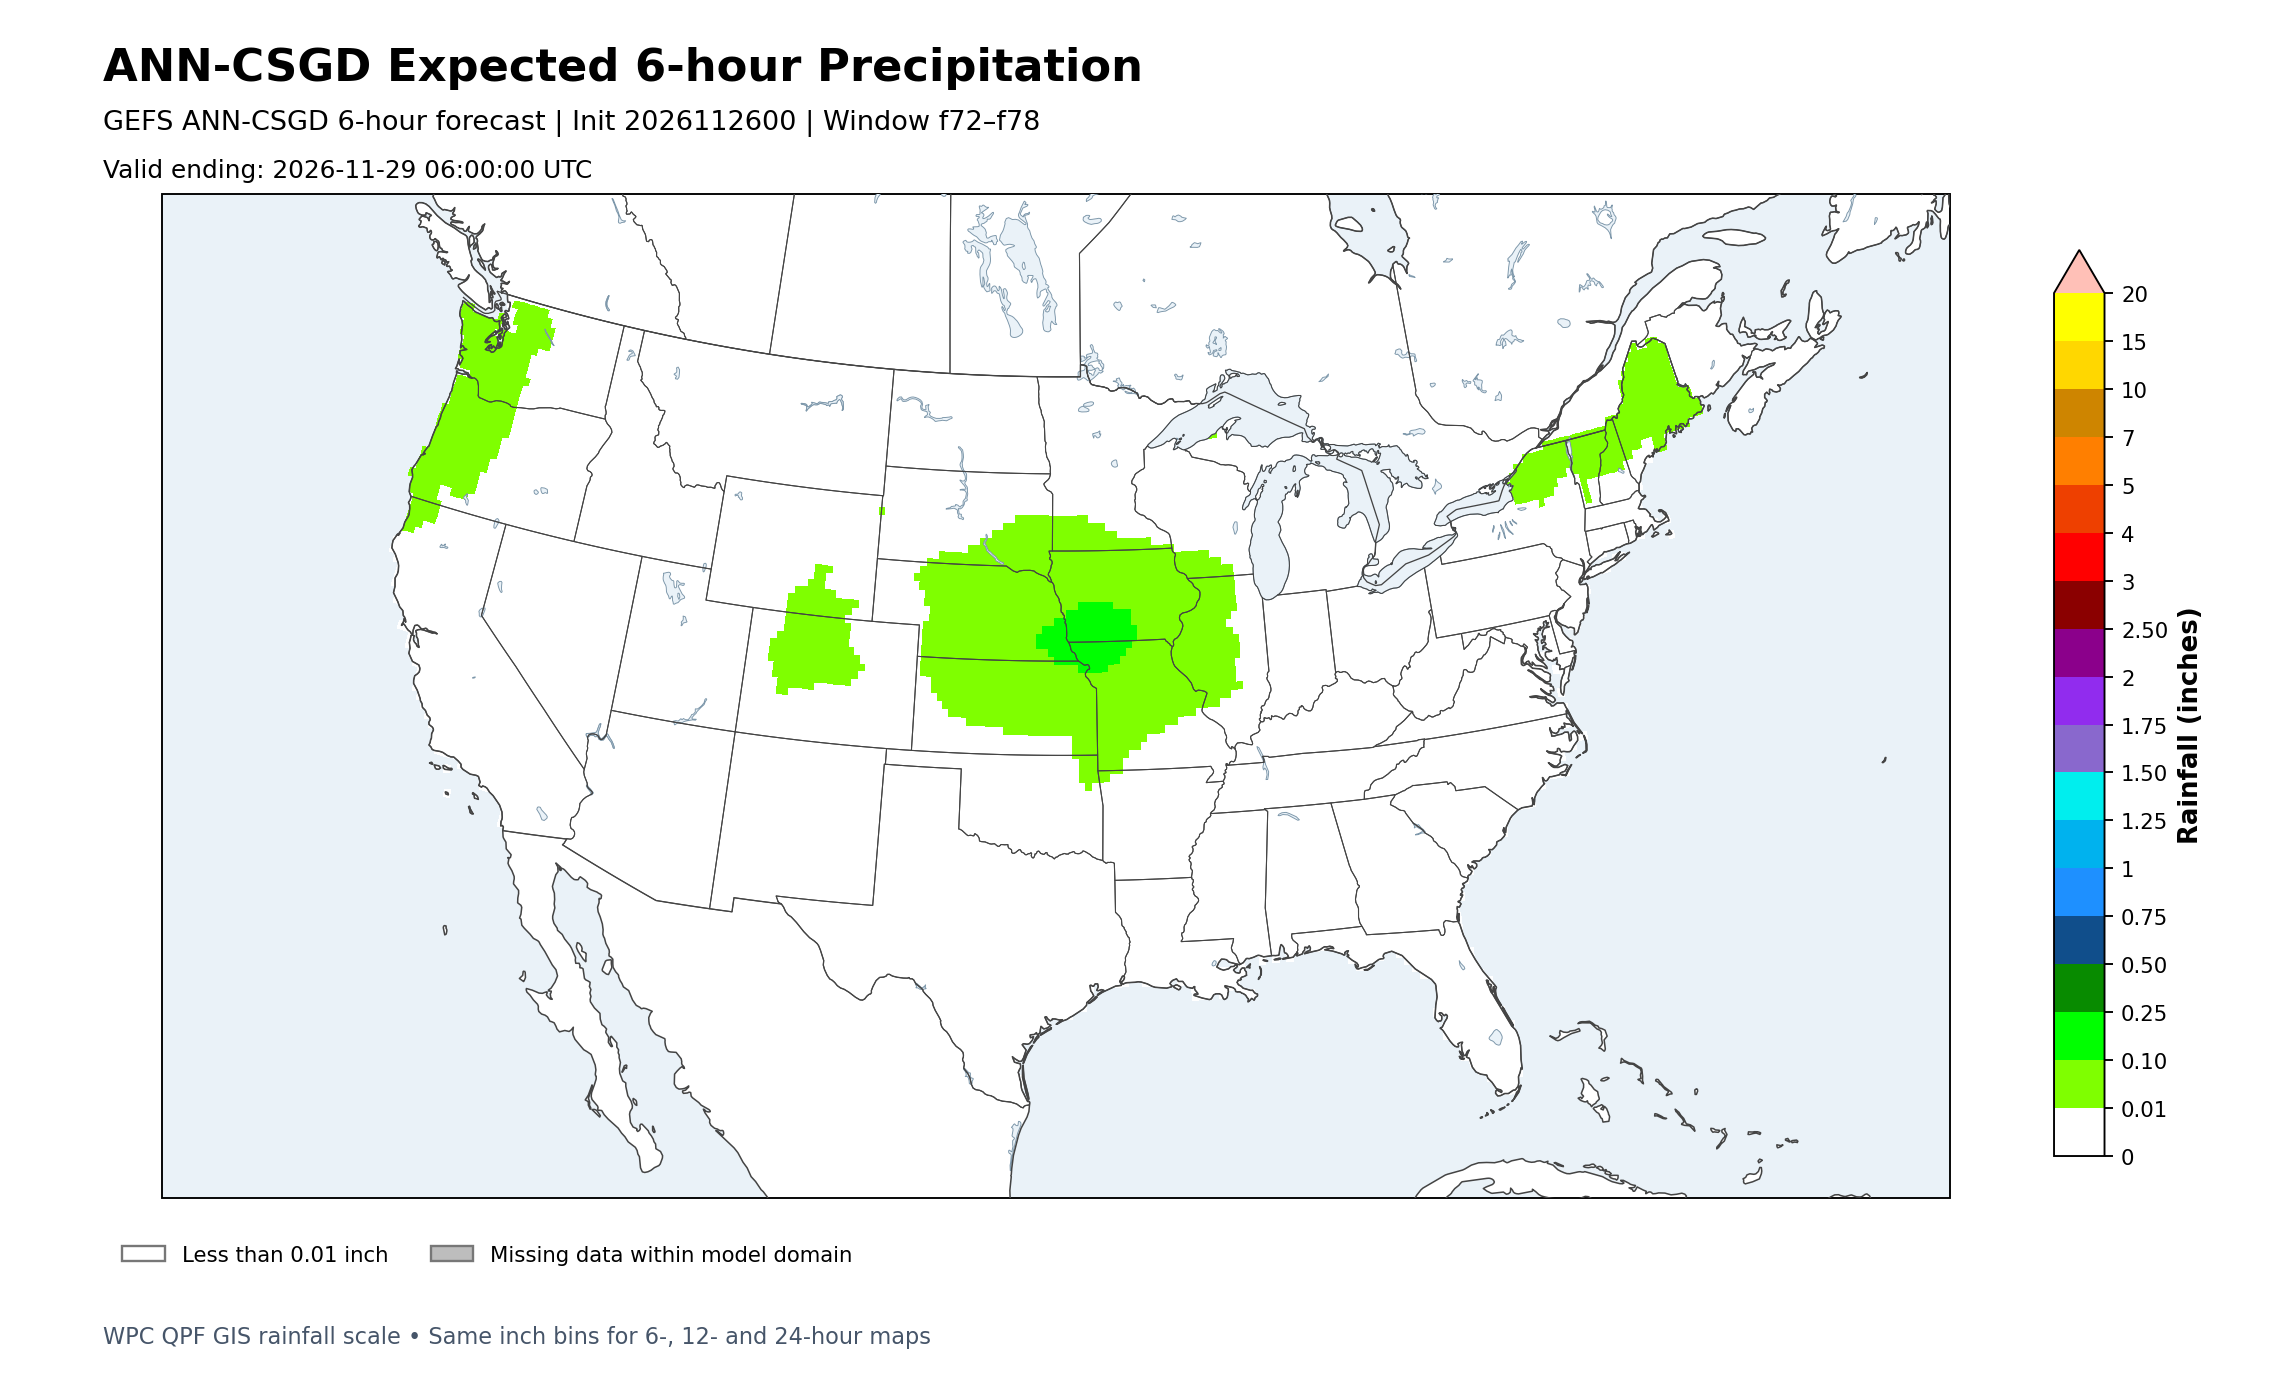 ANN-CSGD Expected 6-hour Precipitation
GEFS ANN-CSGD 6-hour forecast | Init 2026112600 | Window f72–f78
Valid ending: 2026-11-29 06:00:00 UTC
20
15
10
7
5
4
3
2.50
2
1.75
1.50
1.25
1
0.75
0.50
0.25
0.10
0.01
0
Rainfall (inches)
Less than 0.01 inch
Missing data within model domain
WPC QPF GIS rainfall scale • Same inch bins for 6-, 12- and 24-hour maps